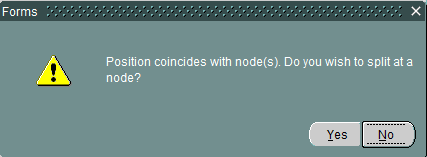 Forms
Position coincides with node(s). Do you wish to split at a
node?
Yes No